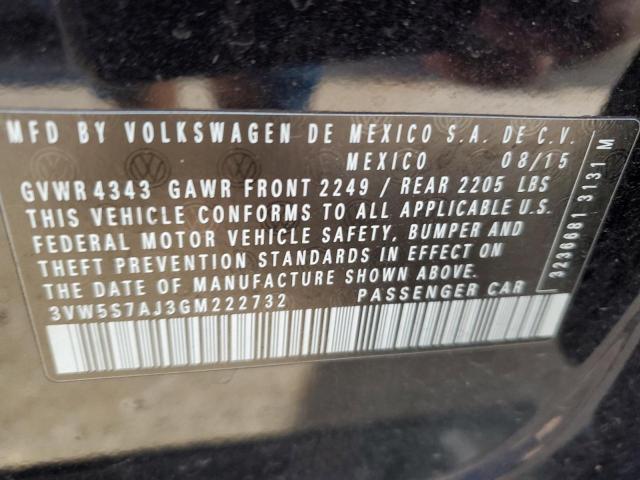 MFD BY VOLKSWAGEN DE MEXICO S.A. DE C.V.
MEXICO 08/15
GVWR 4343 GAWR FRONT 2249 / REAR 2205 LBS
THIS VEHICLE CONFORMS TO ALL APPLICABLE U.S.
FEDERAL MOTOR VEHICLE SAFETY, BUMPER AND
THEFT PREVENTION STANDARDS IN EFFECT ON
THE DATE OF MANUFACTURE SHOWN ABOVE.
3VW5S7AJ3GM222732 PASSENGER CAR
3236681 3131 M